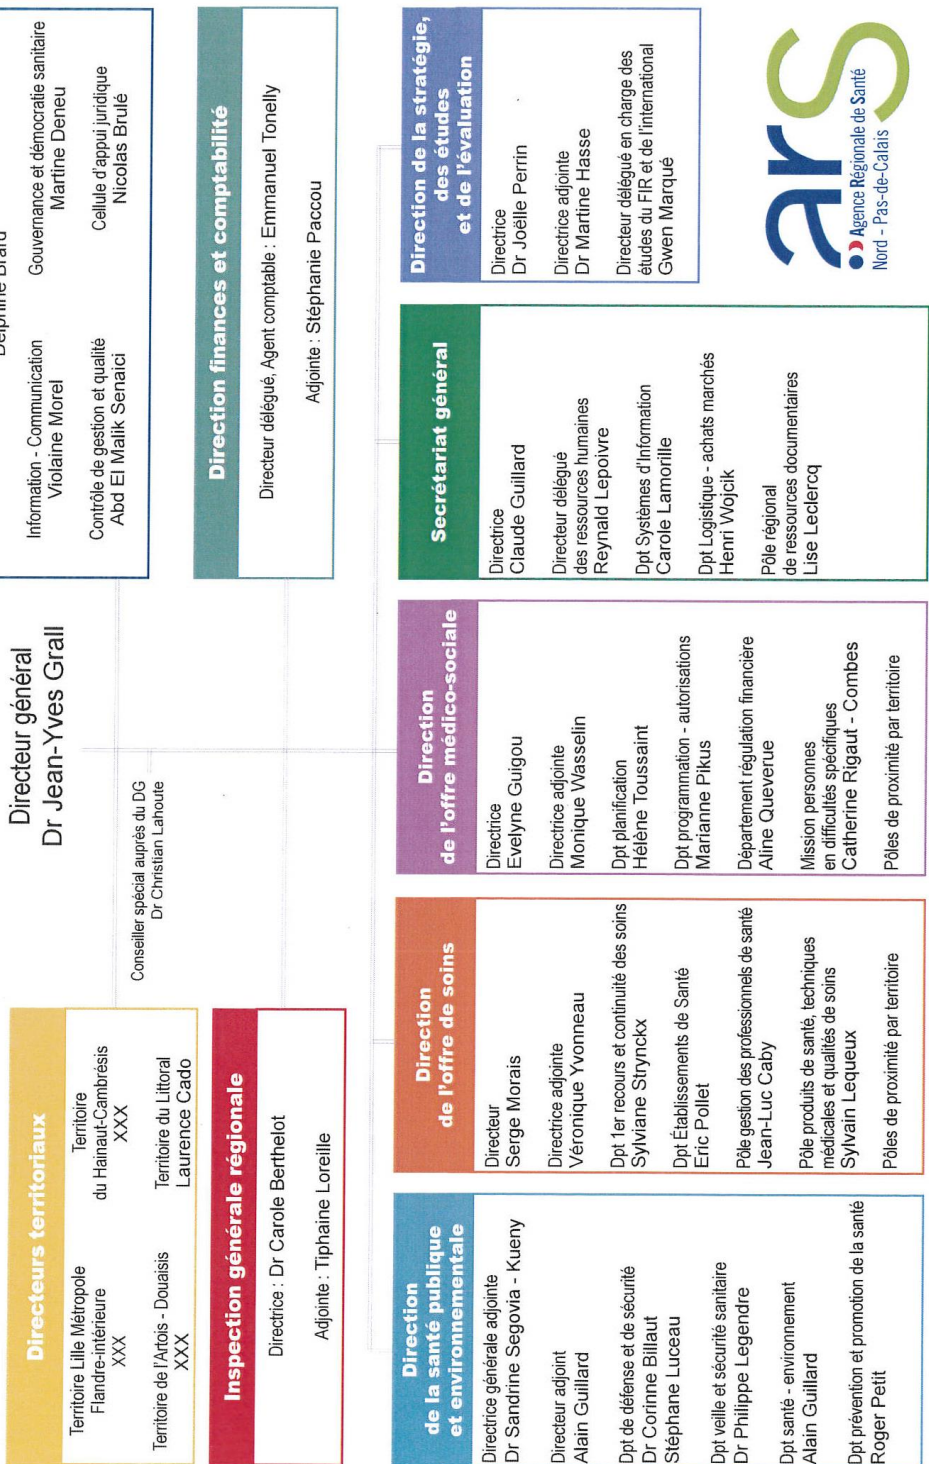 Directeur général
Dr Jean-Yves Grall
Conseiller spécial auprès du DG
Dr Christian Lahoute
Directeurs territoriaux
Territoire Lille Métropole
Flandre-intérieure
XXX
Territoire
du Hainaut-Cambrésis
XXX
Territoire de l'Artois - Douaisis
XXX
Territoire du Littoral
Laurence Cado
Information - Communication
Violaine Morel
Gouvernance et démocratie sanitaire
Martine Deneu
Contrôle de gestion et qualité
Abd El Malik Senaici
Cellule d'appui juridique
Nicolas Brulé
Inspection générale régionale
Directrice : Dr Carole Berthelot
Adjointe : Tiphaine Loreille
Direction finances et comptabilité
Directeur délégué, Agent comptable : Emmanuel Tonelly
Adjointe : Stéphanie Paccou
Direction
de la santé publique
et environnementale
Directrice générale adjointe
Dr Sandrine Segovia - Kueny
Directeur adjoint
Alain Guillard
Dpt de défense et de sécurité
Dr Corinne Billaut
Stéphane Luceau
Dpt veille et sécurité sanitaire
Dr Philippe Legendre
Dpt santé - environnement
Alain Guillard
Dpt prévention et promotion de la santé
Roger Petit
Direction
de l'offre de soins
Directeur
Serge Morais
Directrice adjointe
Véronique Yvonneau
Dpt 1er recours et continuité des soins
Sylviane Strynckx
Dpt Établissements de Santé
Eric Pollet
Pôle gestion des professionnels de santé
Jean-Luc Caby
Pôle produits de santé, techniques
médicales et qualités de soins
Sylvain Lequeux
Pôles de proximité par territoire
Direction
de l'offre médico-sociale
Directrice
Evelyne Guigou
Directrice adjointe
Monique Wasselin
Dpt planification
Hélène Toussaint
Dpt programmation - autorisations
Marianne Pikus
Département régulation financière
Aline Queverue
Mission personnes
en difficultés spécifiques
Catherine Rigaut - Combes
Pôles de proximité par territoire
Secrétariat général
Directrice
Claude Guillard
Directeur délégué
des ressources humaines
Reynald Lepoivre
Dpt Systèmes d'Information
Carole Lamorille
Dpt Logistique - achats marchés
Henri Wojcik
Pôle régional
de ressources documentaires
Lise Leclercq
Direction de la stratégie,
des études
et de l'évaluation
Directrice
Dr Joëlle Perrin
Directrice adjointe
Dr Martine Hasse
Directeur délégué en charge des
études du FIR et de l'international
Gwen Marqué
ars
Agence Régionale de Santé
Nord - Pas-de-Calais